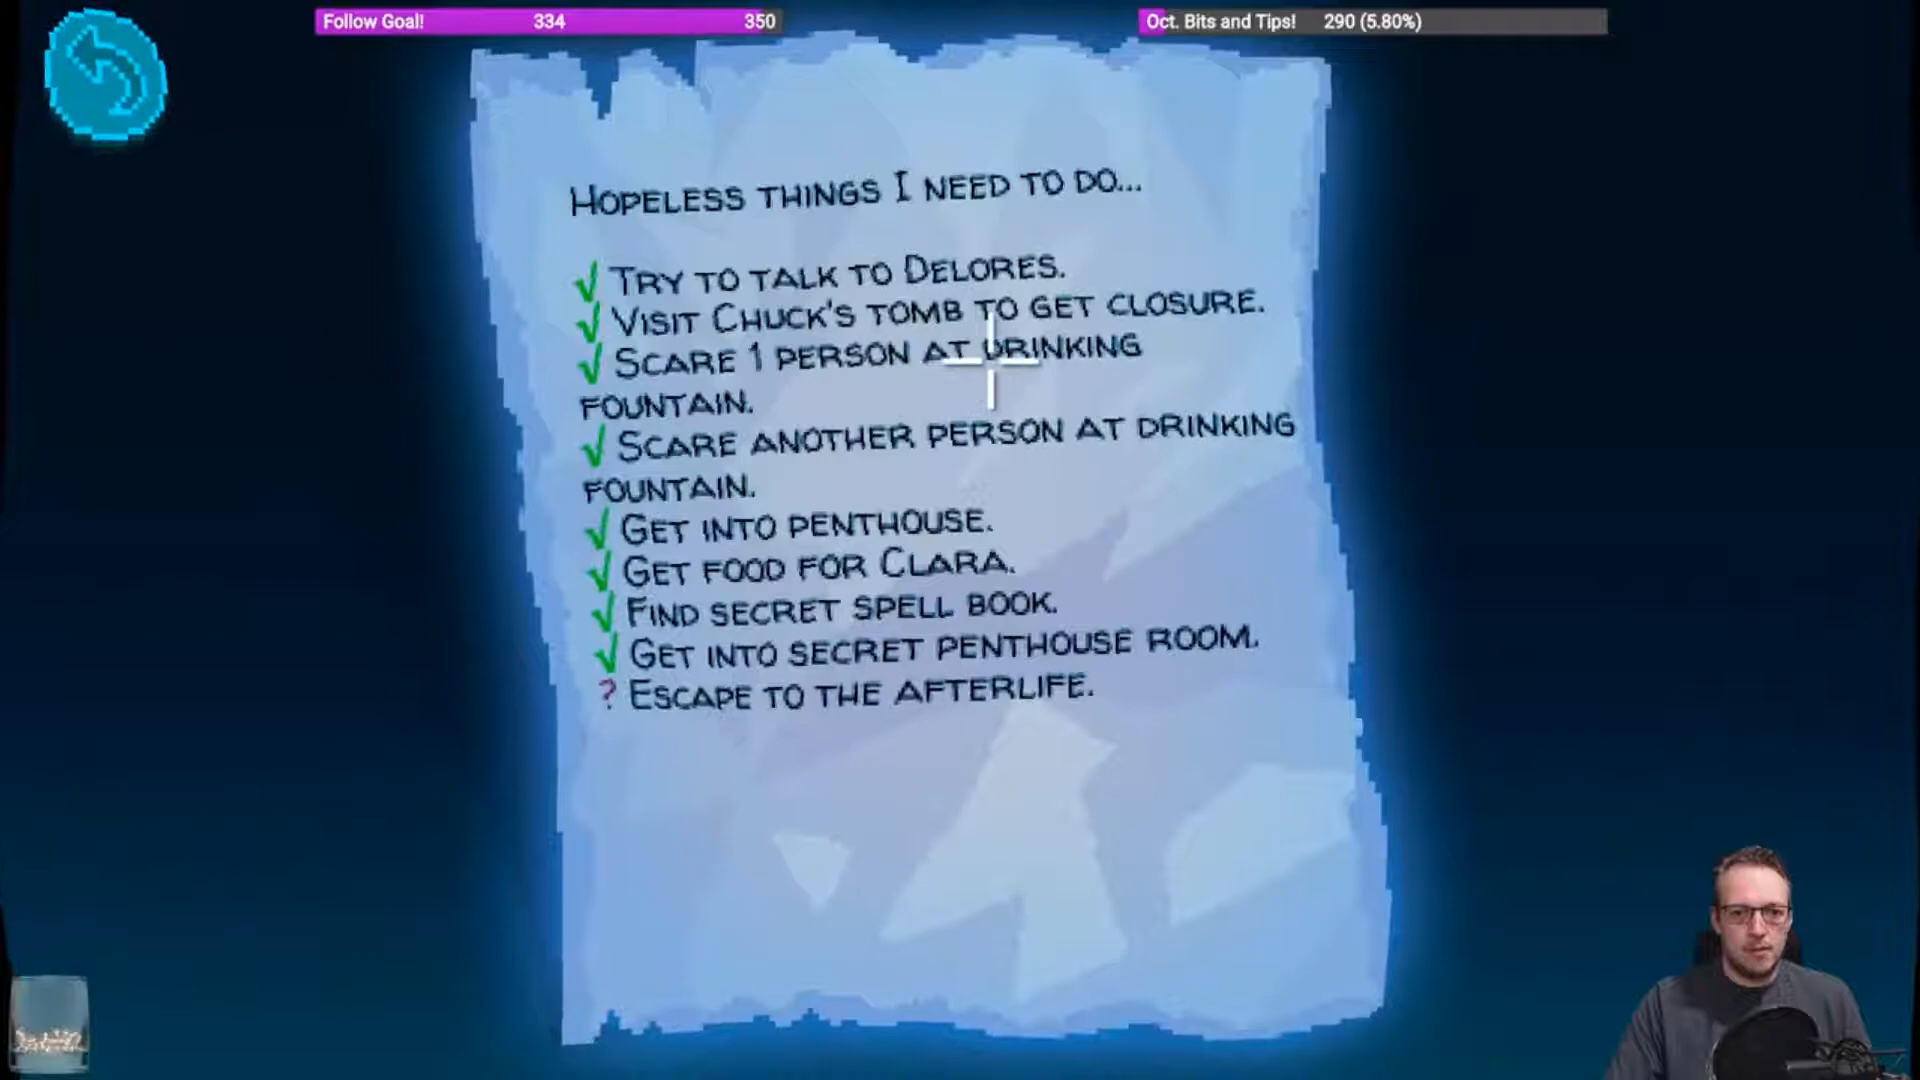 Follow Goal! 334 350
Oct. Bits and Tips! 290 (5.80%)
HOPELESS THINGS I NEED TO DO...
√ TRY TO TALK TO DELORES.
√ VISIT CHUCK'S TOMB TO GET CLOSURE.
√ SCARE 1 PERSON AT DRINKING
FOUNTAIN.
√ SCARE ANOTHER PERSON AT DRINKING
FOUNTAIN.
√ GET INTO PENTHOUSE.
√ GET FOOD FOR CLARA.
√ FIND SECRET SPELL BOOK.
√ GET INTO SECRET PENTHOUSE ROOM.
? ESCAPE TO THE AFTERLIFE.